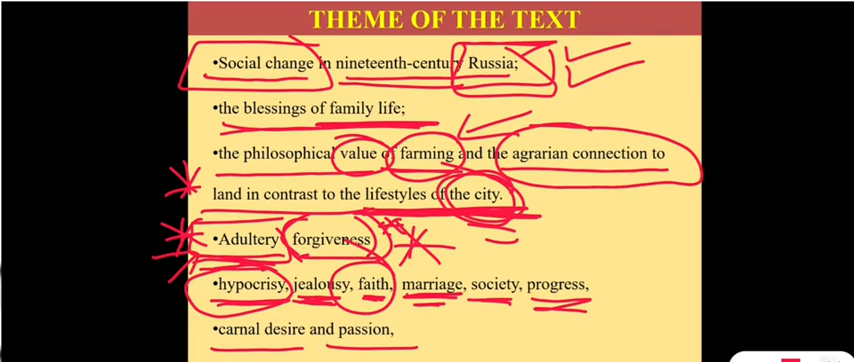 THEME OF THE TEXT
•Social change in nineteenth-century Russia;
•the blessings of family life;
•the philosophical value of farming and the agrarian connection to
land in contrast to the lifestyles of the city.
•Adultery forgiveness
•hypocrisy, jealousy, faith, marriage, society, progress,
•carnal desire and passion,